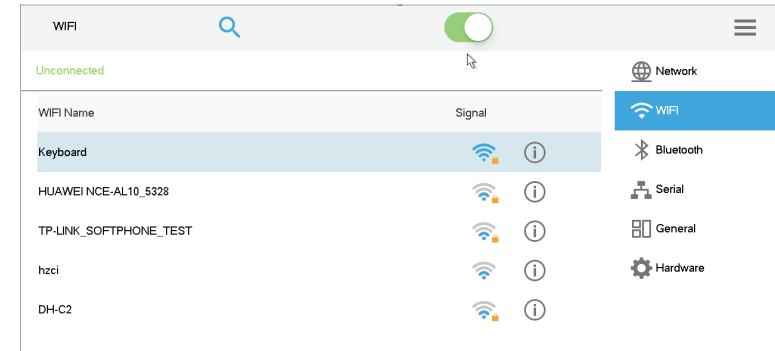 WIFI
Unconnected
WIFI Name Signal
Keyboard
HUAWEI NCE-AL10_5328
TP-LINK_SOFTPHONE_TEST
hzci
DH-C2
Network
WIFI
Bluetooth
Serial
General
Hardware